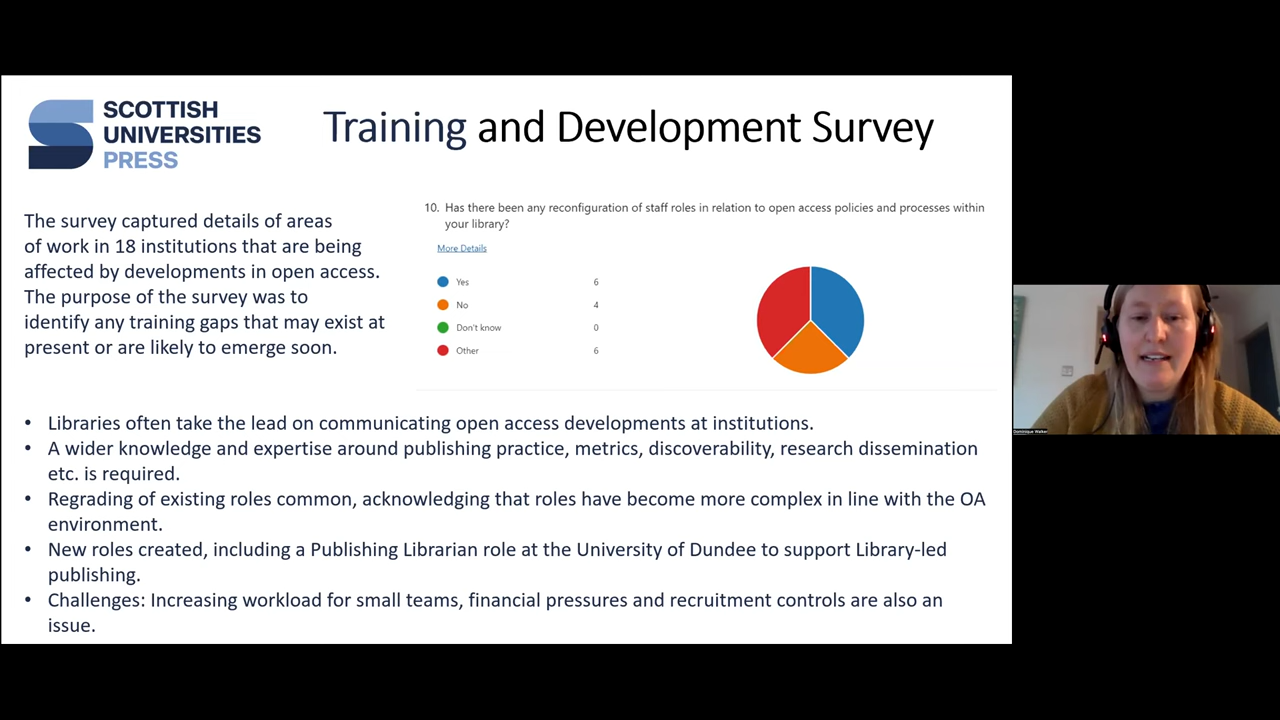 SCOTTISH
UNIVERSITIES
PRESS
Training and Development Survey
The survey captured details of areas
of work in 18 institutions that are being
affected by developments in open access.
The purpose of the survey was to
identify any training gaps that may exist at
present or are likely to emerge soon.
10. Has there been any reconfiguration of staff roles in relation to open access policies and processes within
your library?
More Details
Yes 6
No 4
Don't know 0
Other 6
• Libraries often take the lead on communicating open access developments at institutions.
• A wider knowledge and expertise around publishing practice, metrics, discoverability, research dissemination
etc. is required.
• Regrading of existing roles common, acknowledging that roles have become more complex in line with the OA
environment.
• New roles created, including a Publishing Librarian role at the University of Dundee to support Library-led
publishing.
• Challenges: Increasing workload for small teams, financial pressures and recruitment controls are also an
issue.
Dominique Walker